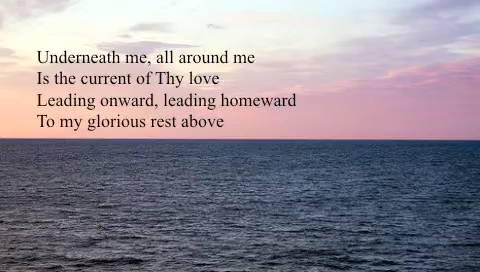 Underneath me, all around me
Is the current of Thy love
Leading onward, leading homeward
To my glorious rest above